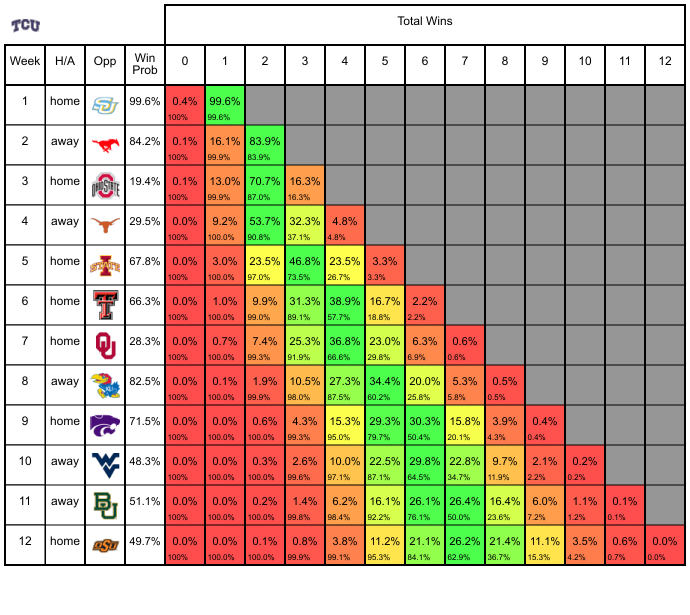 TCU
Total Wins
Week H/A Opp Win Prob 0 1 2 3 4 5 6 7 8 9 10 11 12
1 home SU 99.6% 0.4% 99.6%
100% 99.6%
2 away 84.2% 0.1% 16.1% 83.9%
100% 99.9% 83.9%
3 home OHIO STATE 19.4% 0.1% 13.0% 70.7% 16.3%
100% 99.9% 87.0% 16.3%
4 away 29.5% 0.0% 9.2% 53.7% 32.3% 4.8%
100% 100.0% 90.8% 37.1% 4.8%
5 home I STATE 67.8% 0.0% 3.0% 23.5% 46.8% 23.5% 3.3%
100% 100.0% 97.0% 73.5% 26.7% 3.3%
6 home T 66.3% 0.0% 1.0% 9.9% 31.3% 38.9% 16.7% 2.2%
100% 100.0% 99.0% 89.1% 57.7% 18.8% 2.2%
7 home OU 28.3% 0.0% 0.7% 7.4% 25.3% 36.8% 23.0% 6.3% 0.6%
100% 100.0% 99.3% 91.9% 66.6% 29.8% 6.9% 0.6%
8 away KU 82.5% 0.0% 0.1% 1.9% 10.5% 27.3% 34.4% 20.0% 5.3% 0.5%
100% 100.0% 99.9% 98.0% 87.5% 60.2% 25.8% 5.8% 0.5%
9 home 71.5% 0.0% 0.0% 0.6% 4.3% 15.3% 29.3% 30.3% 15.8% 3.9% 0.4%
100% 100.0% 100.0% 99.3% 95.0% 79.7% 50.4% 20.1% 4.3% 0.4%
10 away WV 48.3% 0.0% 0.0% 0.3% 2.6% 10.0% 22.5% 29.8% 22.8% 9.7% 2.1% 0.2%
100% 100.0% 100.0% 99.6% 97.1% 87.1% 64.5% 34.7% 11.9% 2.2% 0.2%
11 away BU 51.1% 0.0% 0.0% 0.2% 1.4% 6.2% 16.1% 26.1% 26.4% 16.4% 6.0% 1.1% 0.1%
100% 100.0% 100.0% 99.8% 98.4% 92.2% 76.1% 50.0% 23.6% 7.2% 1.2% 0.1%
12 home OSU 49.7% 0.0% 0.0% 0.1% 0.8% 3.8% 11.2% 21.1% 26.2% 21.4% 11.1% 3.5% 0.6% 0.0%
100% 100.0% 100.0% 99.9% 99.1% 95.3% 84.1% 62.9% 36.7% 15.3% 4.2% 0.7% 0.0%